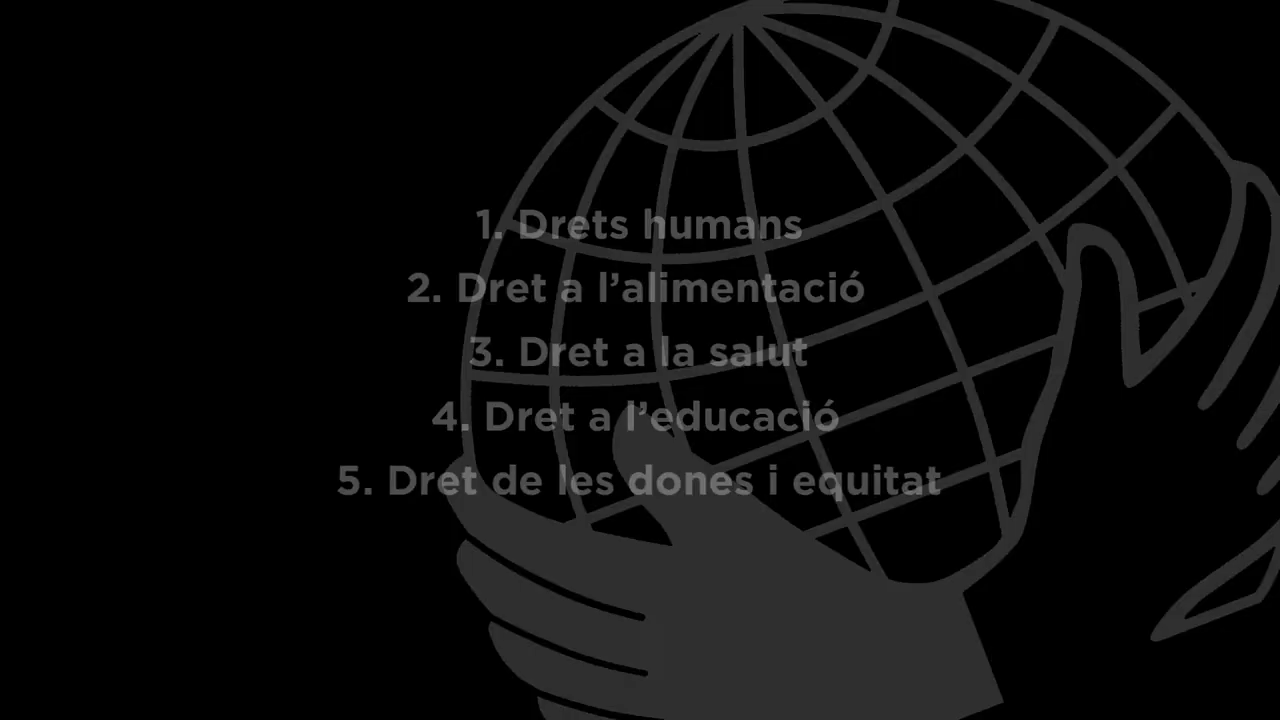 1. Drets humans
2. Dret a l’alimentació
3. Dret a la salut
4. Dret a l’educació
5. Dret de les dones i equitat